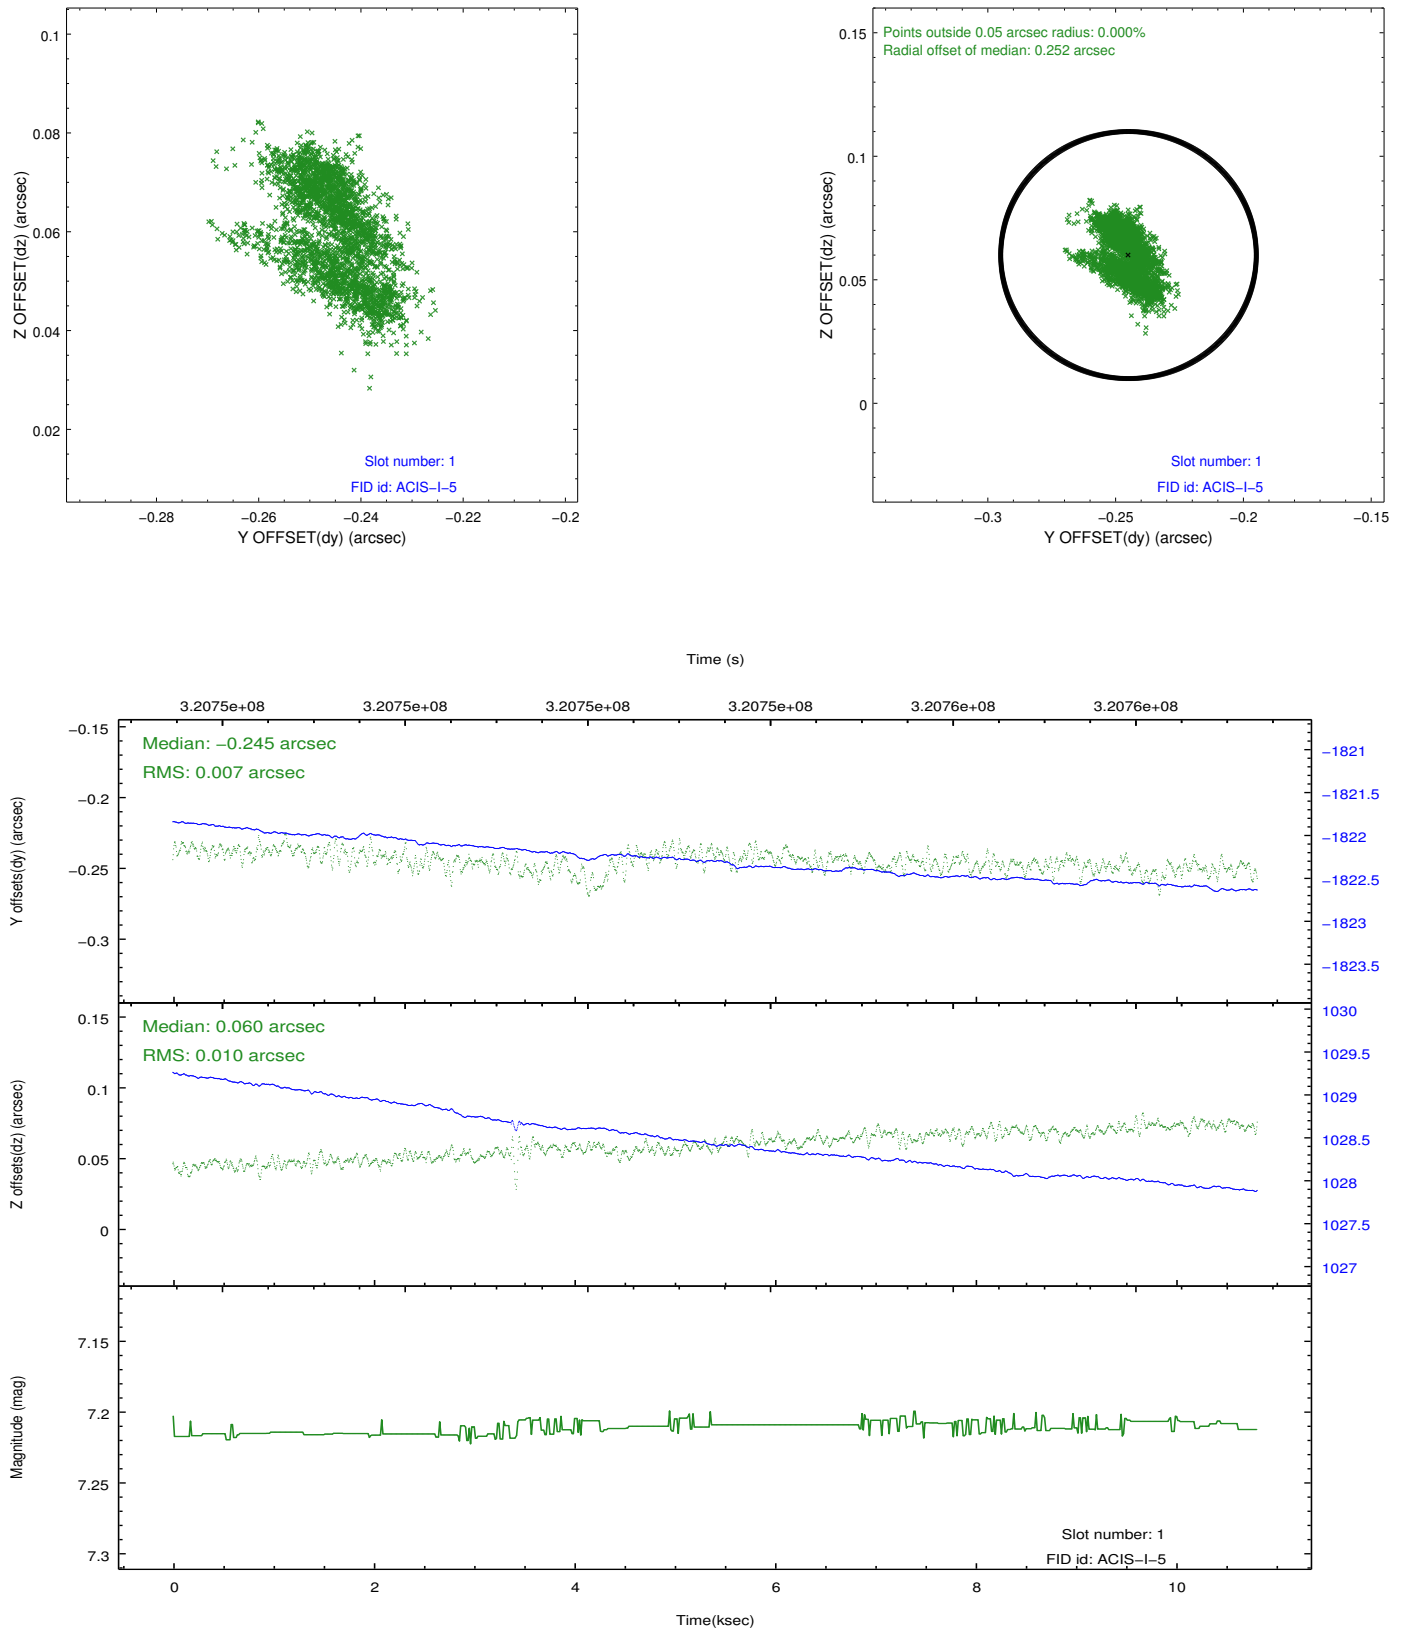 0.1
0.08
0.06
0.04
0.02
Z OFFSET(dz) (arcsec)
Slot number: 1
FID id: ACIS−I−5
−0.28
−0.26
−0.24
−0.22
−0.2
Y OFFSET(dy) (arcsec)
Points outside 0.05 arcsec radius: 0.000%
Radial offset of median: 0.252 arcsec
0.15
0.1
0.05
0
Z OFFSET(dz) (arcsec)
Slot number: 1
FID id: ACIS−I−5
−0.3
−0.25
−0.2
−0.15
Y OFFSET(dy) (arcsec)
Time (s)
3.2075e+08
3.2075e+08
3.2075e+08
3.2075e+08
3.2076e+08
3.2076e+08
Median: −0.245 arcsec
RMS: 0.007 arcsec
−0.15
−0.2
−0.25
−0.3
Y offsets(dy) (arcsec)
−1821
−1821.5
−1822
−1822.5
−1823
−1823.5
Median: 0.060 arcsec
RMS: 0.010 arcsec
0.15
0.1
0.05
0
Z offsets(dz) (arcsec)
1030
1029.5
1029
1028.5
1028
1027.5
1027
7.15
7.2
7.25
7.3
Magnitude (mag)
Slot number: 1
FID id: ACIS−I−5
0
2
4
6
8
10
Time(ksec)